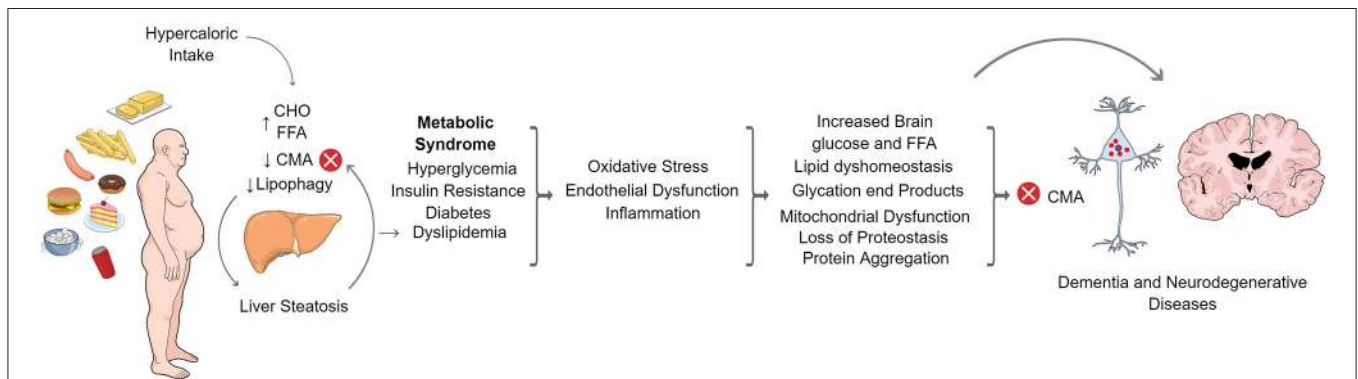 Hypercaloric
Intake
↑ CHO
FFA
↓ CMA
↓ Lipophagy
Liver Steatosis
Metabolic
Syndrome
Hyperglycemia
Insulin Resistance
Diabetes
Dyslipidemia
Oxidative Stress
Endothelial Dysfunction
Inflammation
Increased Brain
glucose and FFA
Lipid dyshomeostasis
Glycation end Products
Mitochondrial Dysfunction
Loss of Proteostasis
Protein Aggregation
CMA
Dementia and Neurodegenerative
Diseases